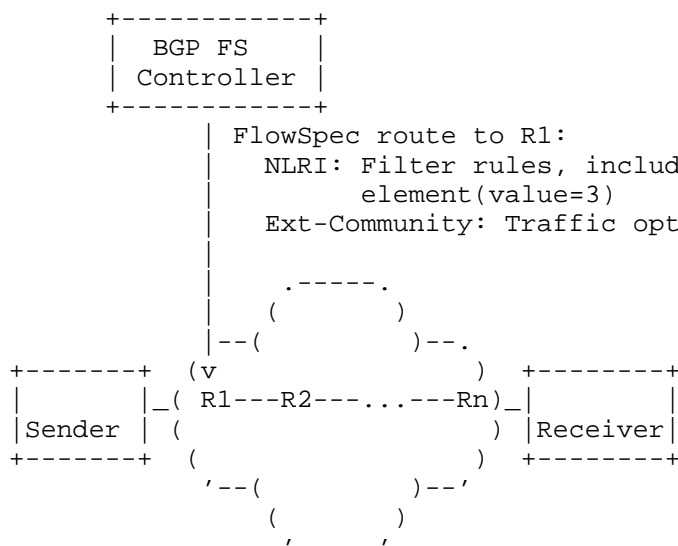 BGP FS
Controller
FlowSpec route to R1:
NLRI: Filter rules, includ
element(value=3)
Ext-Community: Traffic opt
R1---R2---...---Rn
Sender
Receiver